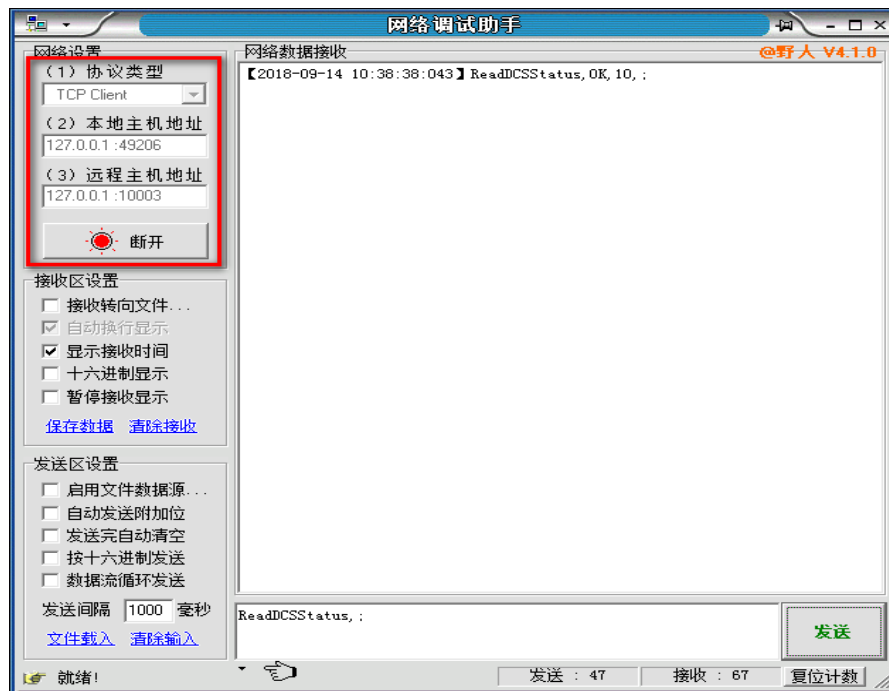 网络调试助手
网络设置
(1) 协议类型
TCP Client
(2) 本地主机地址
127.0.0.1 :49206
(3) 远程主机地址
127.0.0.1 :10003
断开
接收区设置
接收转向文件...
自动换行显示
显示接收时间
十六进制显示
暂停接收显示
保存数据 清除接收
发送区设置
启用文件数据源...
自动发送附加位
发送完自动清空
按十六进制发送
数据流循环发送
发送间隔 1000 毫秒
文件载入 清除输入
网络数据接收
@野人 V4.1.0
【2018-09-14 10:38:38:043】ReadDCSStatus,OK,10,;
ReadDCSStatus,;
发送
就绪!
发送 : 47
接收 : 67
复位计数